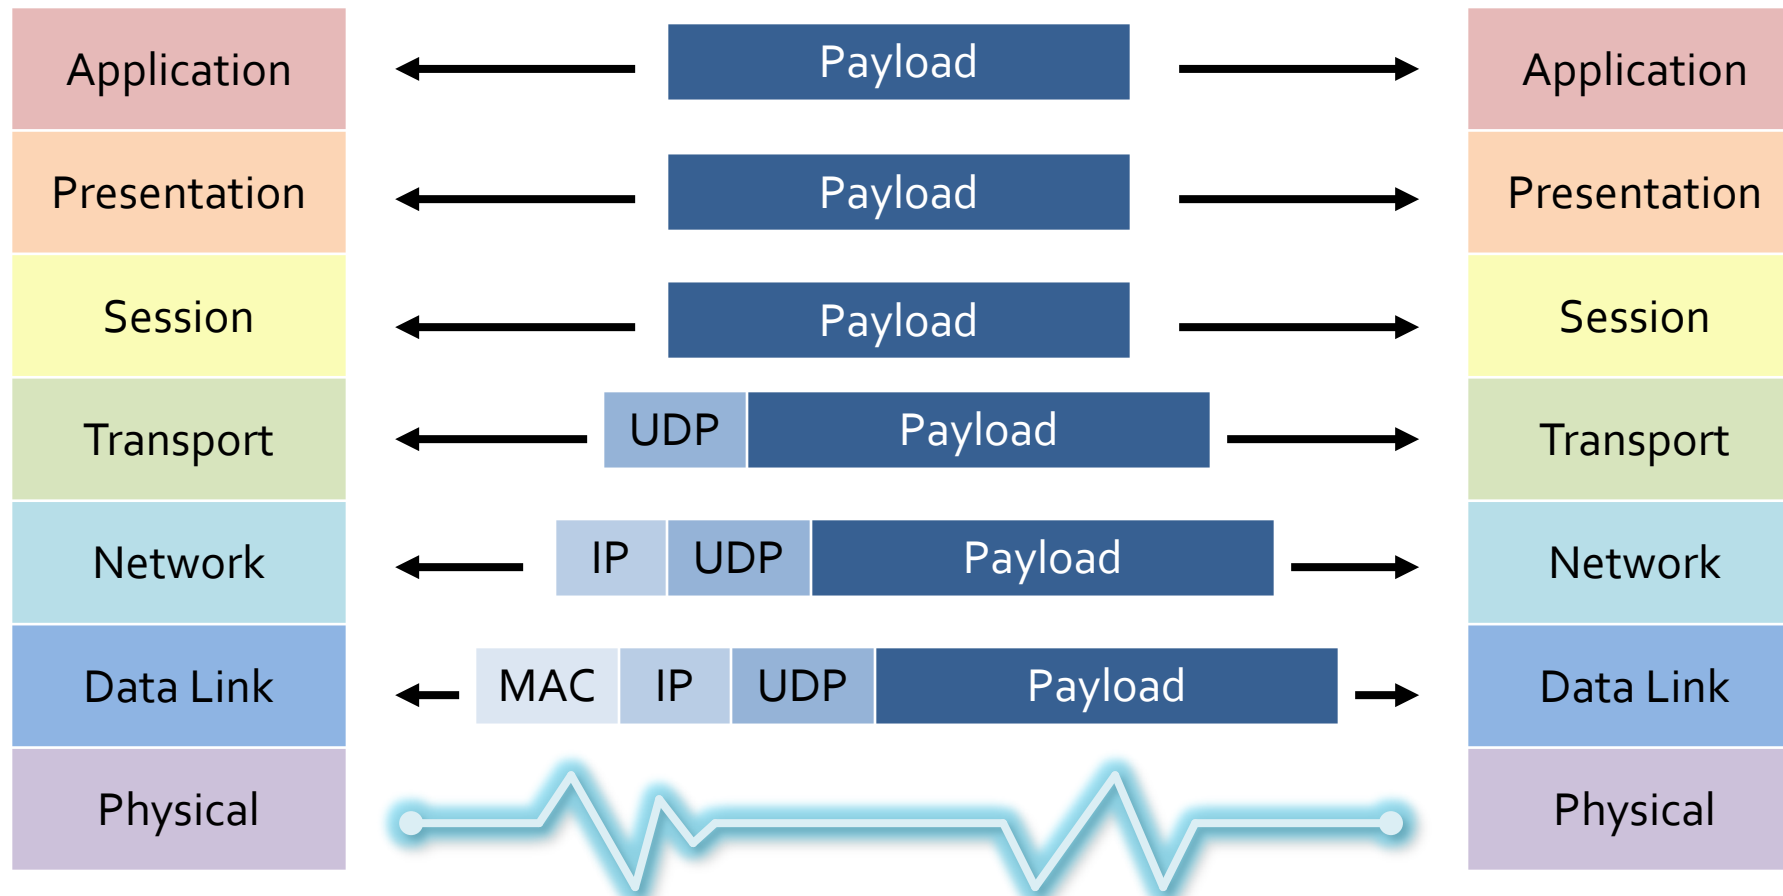 Application Payload Application
Presentation Payload Presentation
Session Payload Session
Transport UDP Payload Transport
Network IP UDP Payload Network
Data Link MAC IP UDP Payload Data Link
Physical Physical